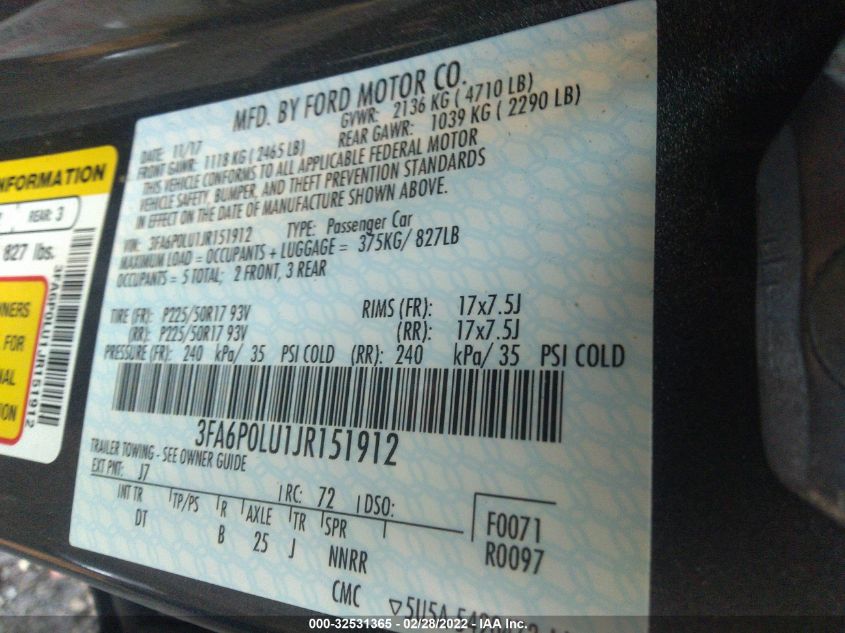 MFD. BY FORD MOTOR CO.
DATE: 11/17 GVWR: 2136 KG ( 4710 LB)
FRONT GAWR: 1118 KG ( 2465 LB) REAR GAWR: 1039 KG ( 2290 LB)
THIS VEHICLE CONFORMS TO ALL APPLICABLE FEDERAL MOTOR
VEHICLE SAFETY, BUMPER, AND THEFT PREVENTION STANDARDS
IN EFFECT ON THE DATE OF MANUFACTURE SHOWN ABOVE.
VIN: 3FA6P0LU1JR151912 TYPE: Passenger Car
MAXIMUM LOAD = OCCUPANTS + LUGGAGE = 375KG/ 827LB
OCCUPANTS = 5 TOTAL; 2 FRONT, 3 REAR
TIRE (FR): P225/50R17 93V RIMS (FR): 17x7.5J
(RR): P225/50R17 93V (RR): 17x7.5J
PRESSURE (FR): 240 kPa/ 35 PSI COLD (RR): 240 kPa/ 35 PSI COLD
3FA6P0LU1JR151912
TRAILER TOWING - SEE OWNER GUIDE
EXT PNT: J7 RC: 72 DSO:
INT TR TP/PS R AXLE TR SPR F0071
DT B 25 J NNRR R0097
CMC
REAR: 3
827 lbs.
3FA6P0LU1JR151912
FOR
000-32531365 - 02/28/2022 - IAA Inc.